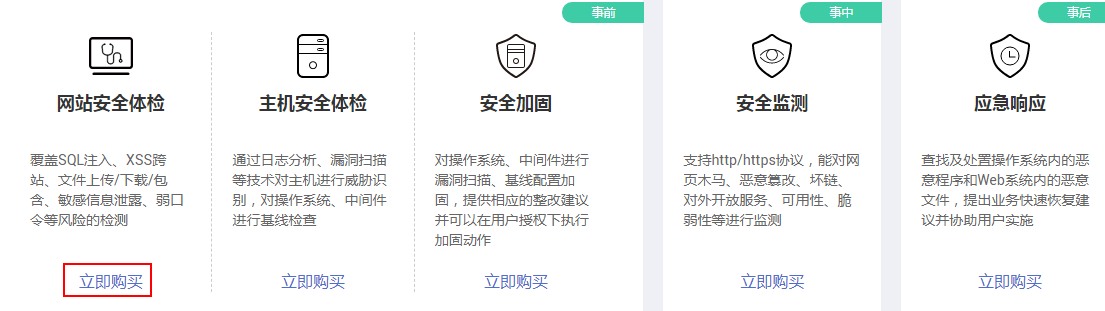 事前
网站安全体检
覆盖SQL注入、XSS跨
站、文件上传/下载/包
含、敏感信息泄露、弱口
令等风险的检测
立即购买
主机安全体检
通过日志分析、漏洞扫描
等技术对主机进行威胁识
别，对操作系统、中间件
进行基线检查
立即购买
安全加固
对操作系统、中间件进行
漏洞扫描、基线配置加
固，提供相应的整改建议
并可以在用户授权下执行
加固动作
立即购买
事中
安全监测
支持http/https协议，能对网
页木马、恶意篡改、坏链、
对外开放服务、可用性、脆
弱性等进行监测
立即购买
事后
应急响应
查找及处置操作系统内的恶
意程序和Web系统内的恶意
文件，提出业务快速恢复建
议并协助用户实施
立即购买